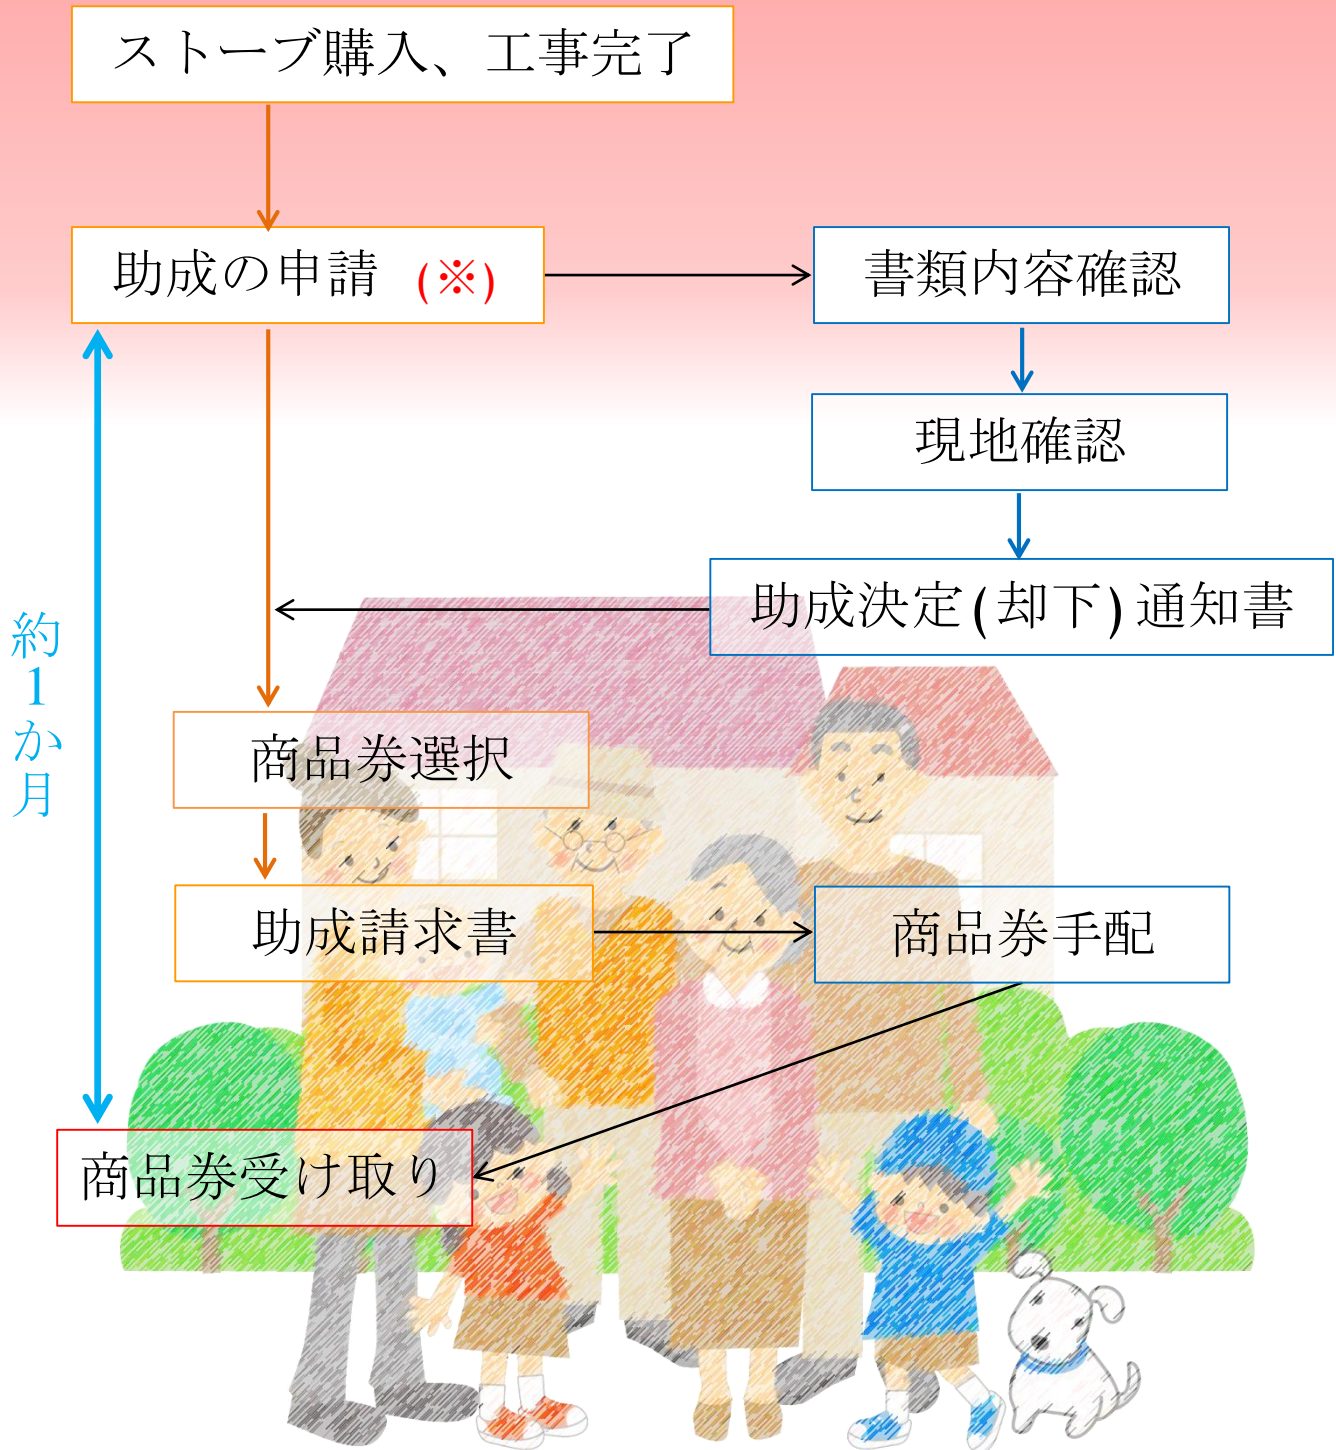 ストーブ購入、工事完了
助成の申請 (※)
書類内容確認
現地確認
助成決定(却下)通知書
約1か月
商品券選択
助成請求書
商品券手配
商品券受け取り